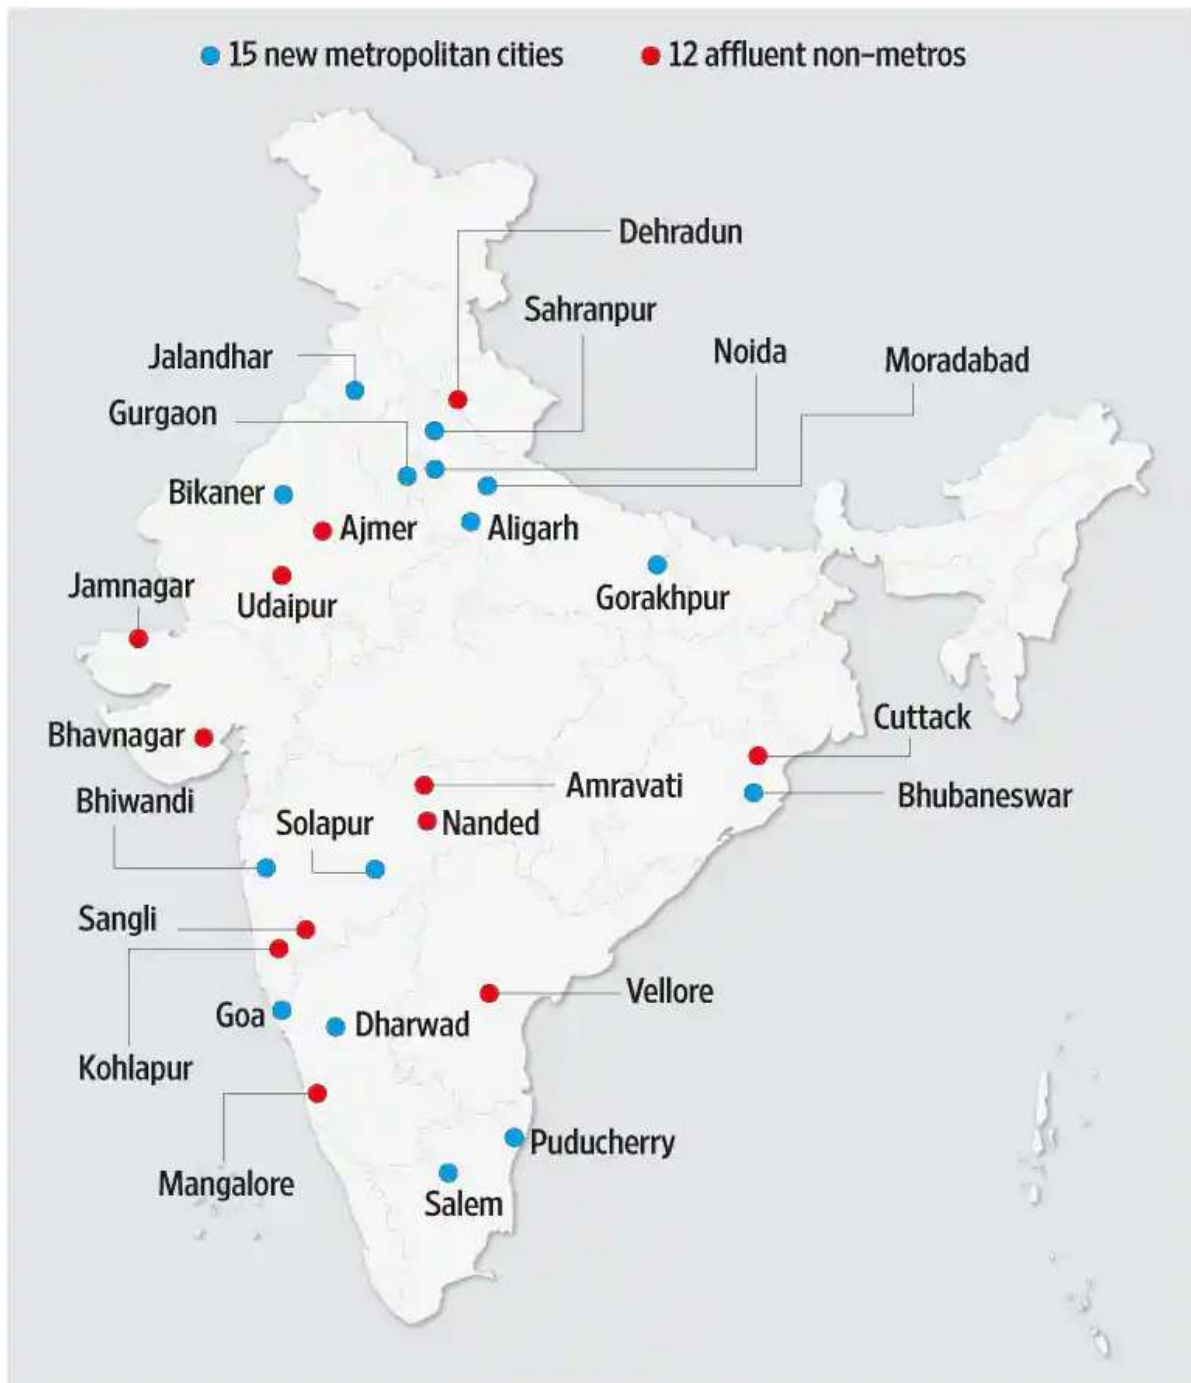 15 new metropolitan cities
12 affluent non-metros
Dehradun
Sahranpur
Noida
Jalandhar
Moradabad
Gurgaon
Bikaner
Ajmer
Aligarh
Jamnagar
Udaipur
Gorakhpur
Cuttack
Bhavnagar
Amravati
Bhubaneswar
Bhiwandi
Solapur
Nanded
Sangli
Vellore
Goa
Dharwad
Kohlapur
Puducherry
Mangalore
Salem